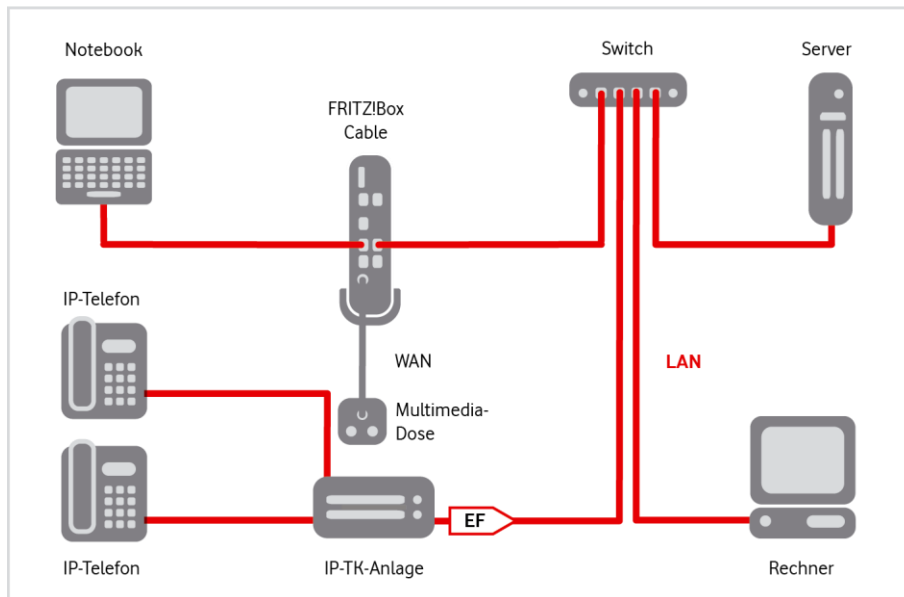 Notebook
Switch
Server
FRITZ!Box
Cable
IP-Telefon
WAN
LAN
Multimedia-
Dose
EF
IP-Telefon
IP-TK-Anlage
Rechner